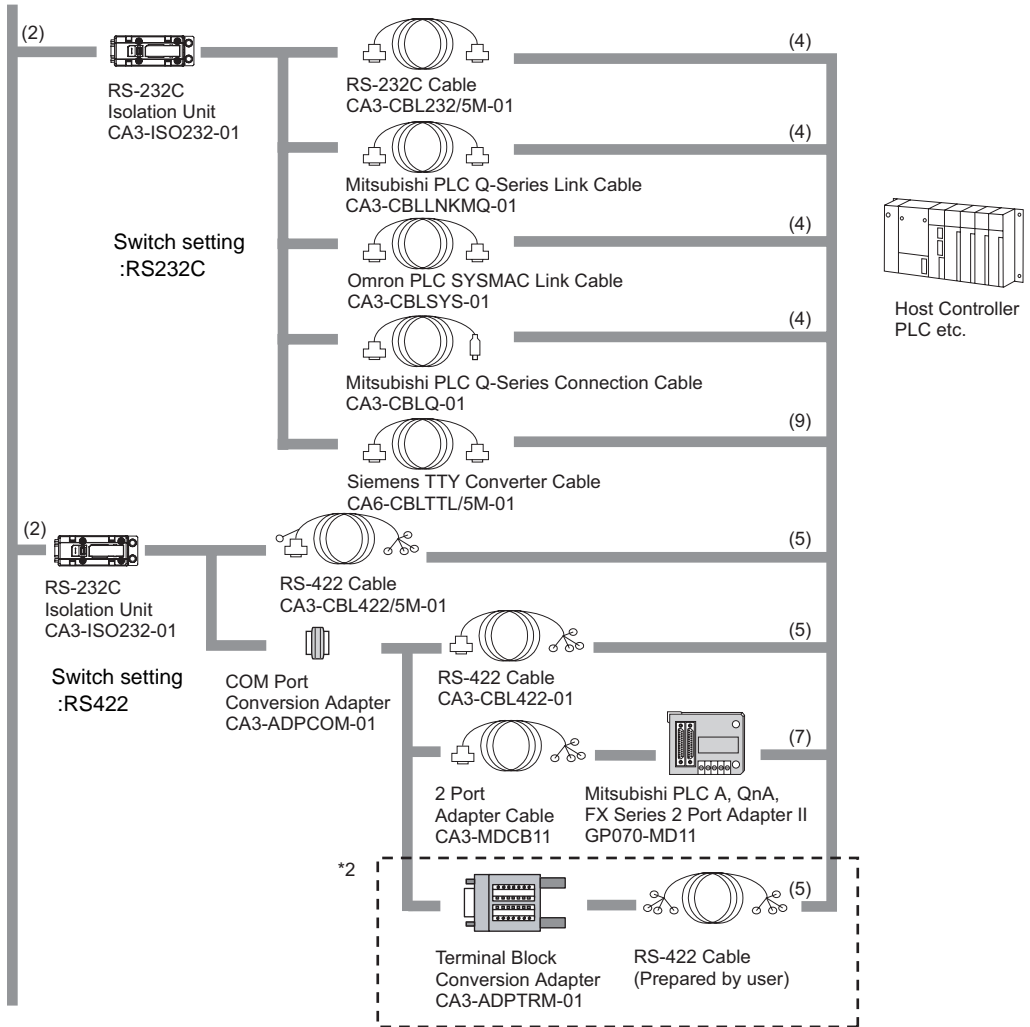 (2)
RS-232C
Isolation Unit
CA3-ISO232-01
Switch setting
:RS232C
RS-232C Cable
CA3-CBL232/5M-01
(4)
Mitsubishi PLC Q-Series Link Cable
CA3-CBLLNKMQ-01
(4)
Omron PLC SYSMAC Link Cable
CA3-CBLSYS-01
(4)
Mitsubishi PLC Q-Series Connection Cable
CA3-CBLQ-01
(4)
Siemens TTY Converter Cable
CA6-CBLTTL/5M-01
(9)
Host Controller
PLC etc.
(2)
RS-232C
Isolation Unit
CA3-ISO232-01
Switch setting
:RS422
RS-422 Cable
CA3-CBL422/5M-01
(5)
COM Port
Conversion Adapter
CA3-ADPCOM-01
RS-422 Cable
CA3-CBL422-01
(5)
2 Port
Adapter Cable
CA3-MDCB11
Mitsubishi PLC A, QnA,
FX Series 2 Port Adapter II
GP070-MD11
(7)
*2
Terminal Block
Conversion Adapter
CA3-ADPTRM-01
RS-422 Cable
(Prepared by user)
(5)